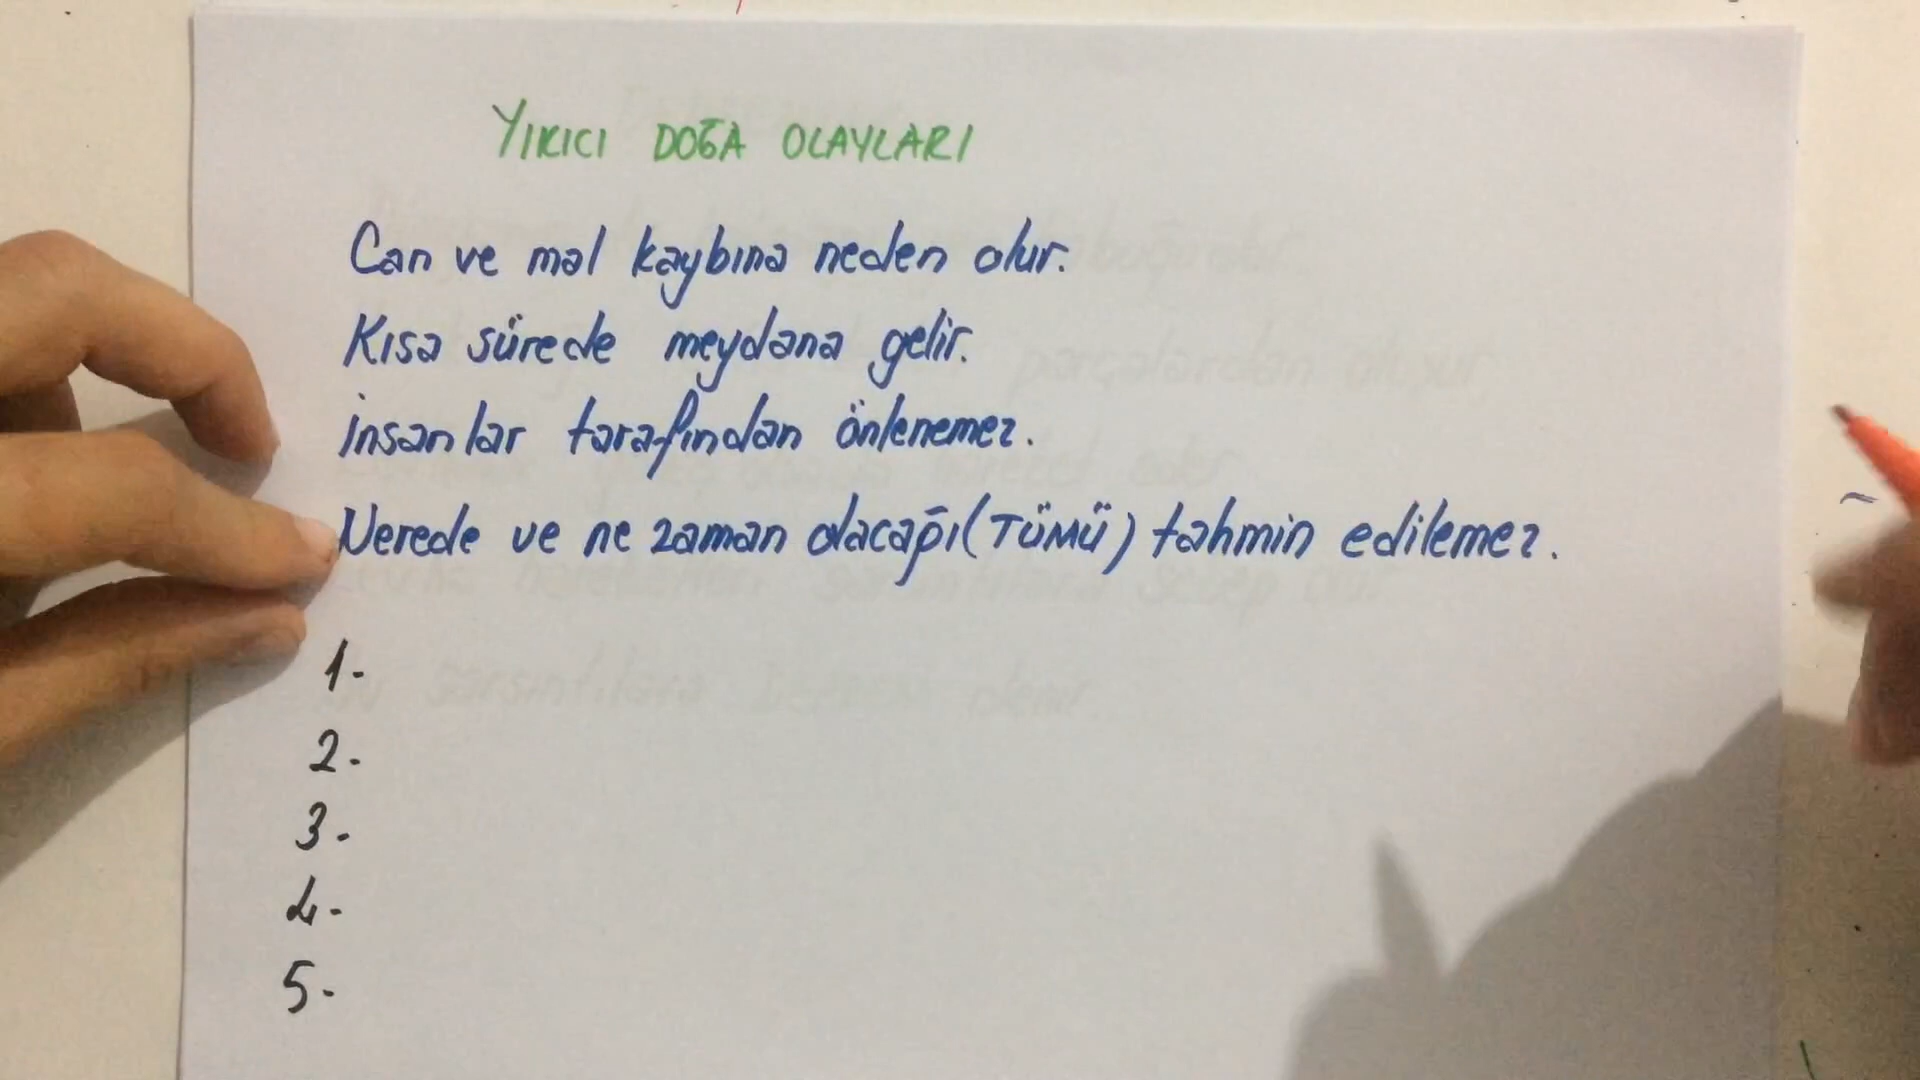 YIKICI DOĞA OLAYLARI
Can ve mal kaybına neden olur.
Kısa sürede meydana gelir.
İnsanlar tarafından önlenemez.
Nerede ve ne zaman olacağı (TÜMÜ) tahmin edilemez.
1-
2-
3-
4-
5-